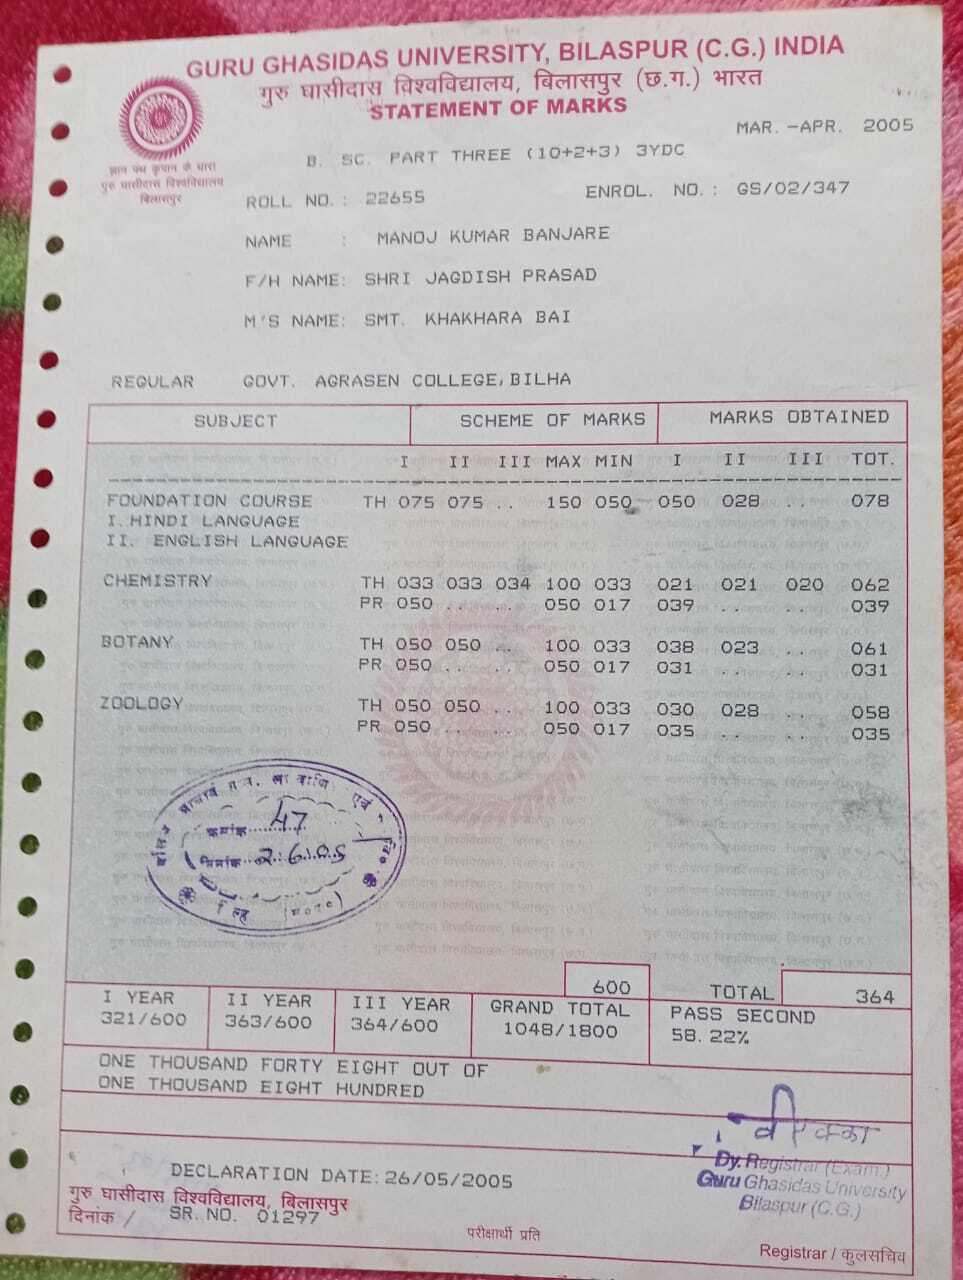 GURU GHASIDAS UNIVERSITY, BILASPUR (C.G.) INDIA
गुरु घासीदास विश्वविद्यालय, बिलासपुर (छ.ग.) भारत
STATEMENT OF MARKS
MAR. -APR. 2005
B. SC. PART THREE (10+2+3) 3YDC
गुरु घासीदास विश्वविद्यालय
बिलासपुर
ROLL NO.: 22655 ENROL. NO.: GS/02/347
NAME : MANOJ KUMAR BANJARE
F/H NAME: SHRI JAGDISH PRASAD
M'S NAME: SMT. KHAKHARA BAI
REGULAR GOVT. AGRASEN COLLEGE, BILHA
SUBJECT SCHEME OF MARKS MARKS OBTAINED
I II III MAX MIN I II III TOT.
FOUNDATION COURSE TH 075 075 .. 150 050 050 028 .. 078
I. HINDI LANGUAGE
II. ENGLISH LANGUAGE
CHEMISTRY TH 033 033 034 100 033 021 021 020 062
PR 050 .. .. 050 017 039 .. .. 039
BOTANY TH 050 050 .. 100 033 038 023 .. 061
PR 050 .. .. 050 017 031 .. .. 031
ZOOLOGY TH 050 050 .. 100 033 030 028 .. 058
PR 050 .. .. 050 017 035 .. .. 035
क्रमांक 47
दिनांक
600 TOTAL 364
I YEAR II YEAR III YEAR GRAND TOTAL PASS SECOND
321/600 363/600 364/600 1048/1800 58.22%
ONE THOUSAND FORTY EIGHT OUT OF
ONE THOUSAND EIGHT HUNDRED
Dy. Registrar (Exam.)
Guru Ghasidas University
Bilaspur (C.G.)
DECLARATION DATE: 26/05/2005
गुरु घासीदास विश्वविद्यालय, बिलासपुर
दिनांक / SR. NO. 01297
परीक्षार्थी प्रति
Registrar / कुलसचिव